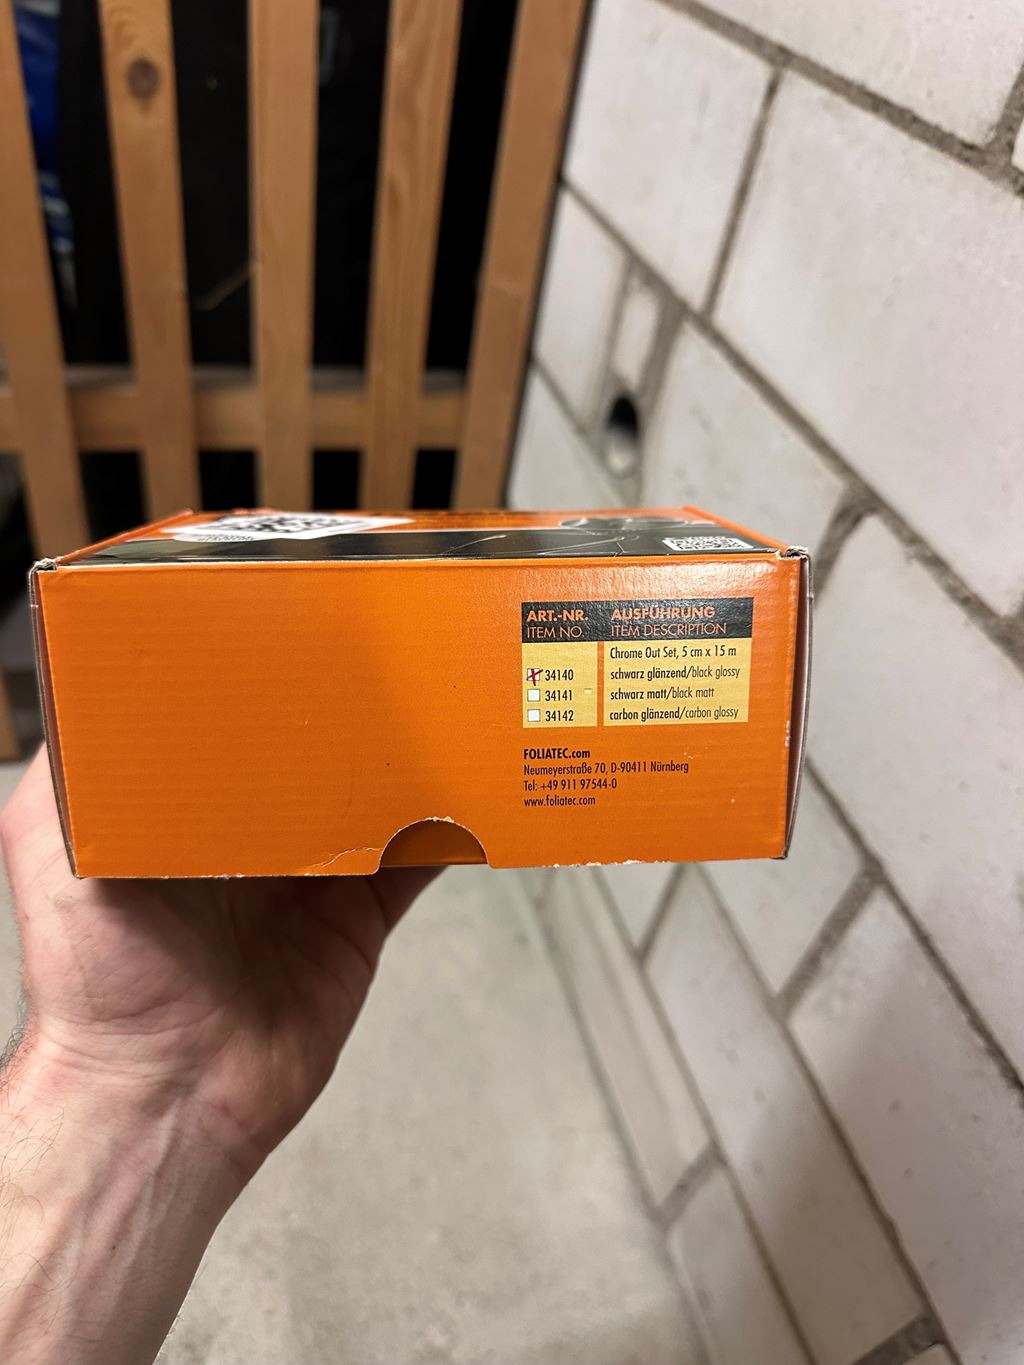 ART.-NR. AUSFÜHRUNG
ITEM NO. ITEM DESCRIPTION
Chrome Out Set, 5 cm x 15 m
34140 schwarz glänzend/black glossy
34141 schwarz matt/black matt
34142 carbon glänzend/carbon glossy
FOLIATEC.com
Neumeyerstraße 70, D-90411 Nürnberg
Tel: +49 911 97544-0
www.foliatec.com